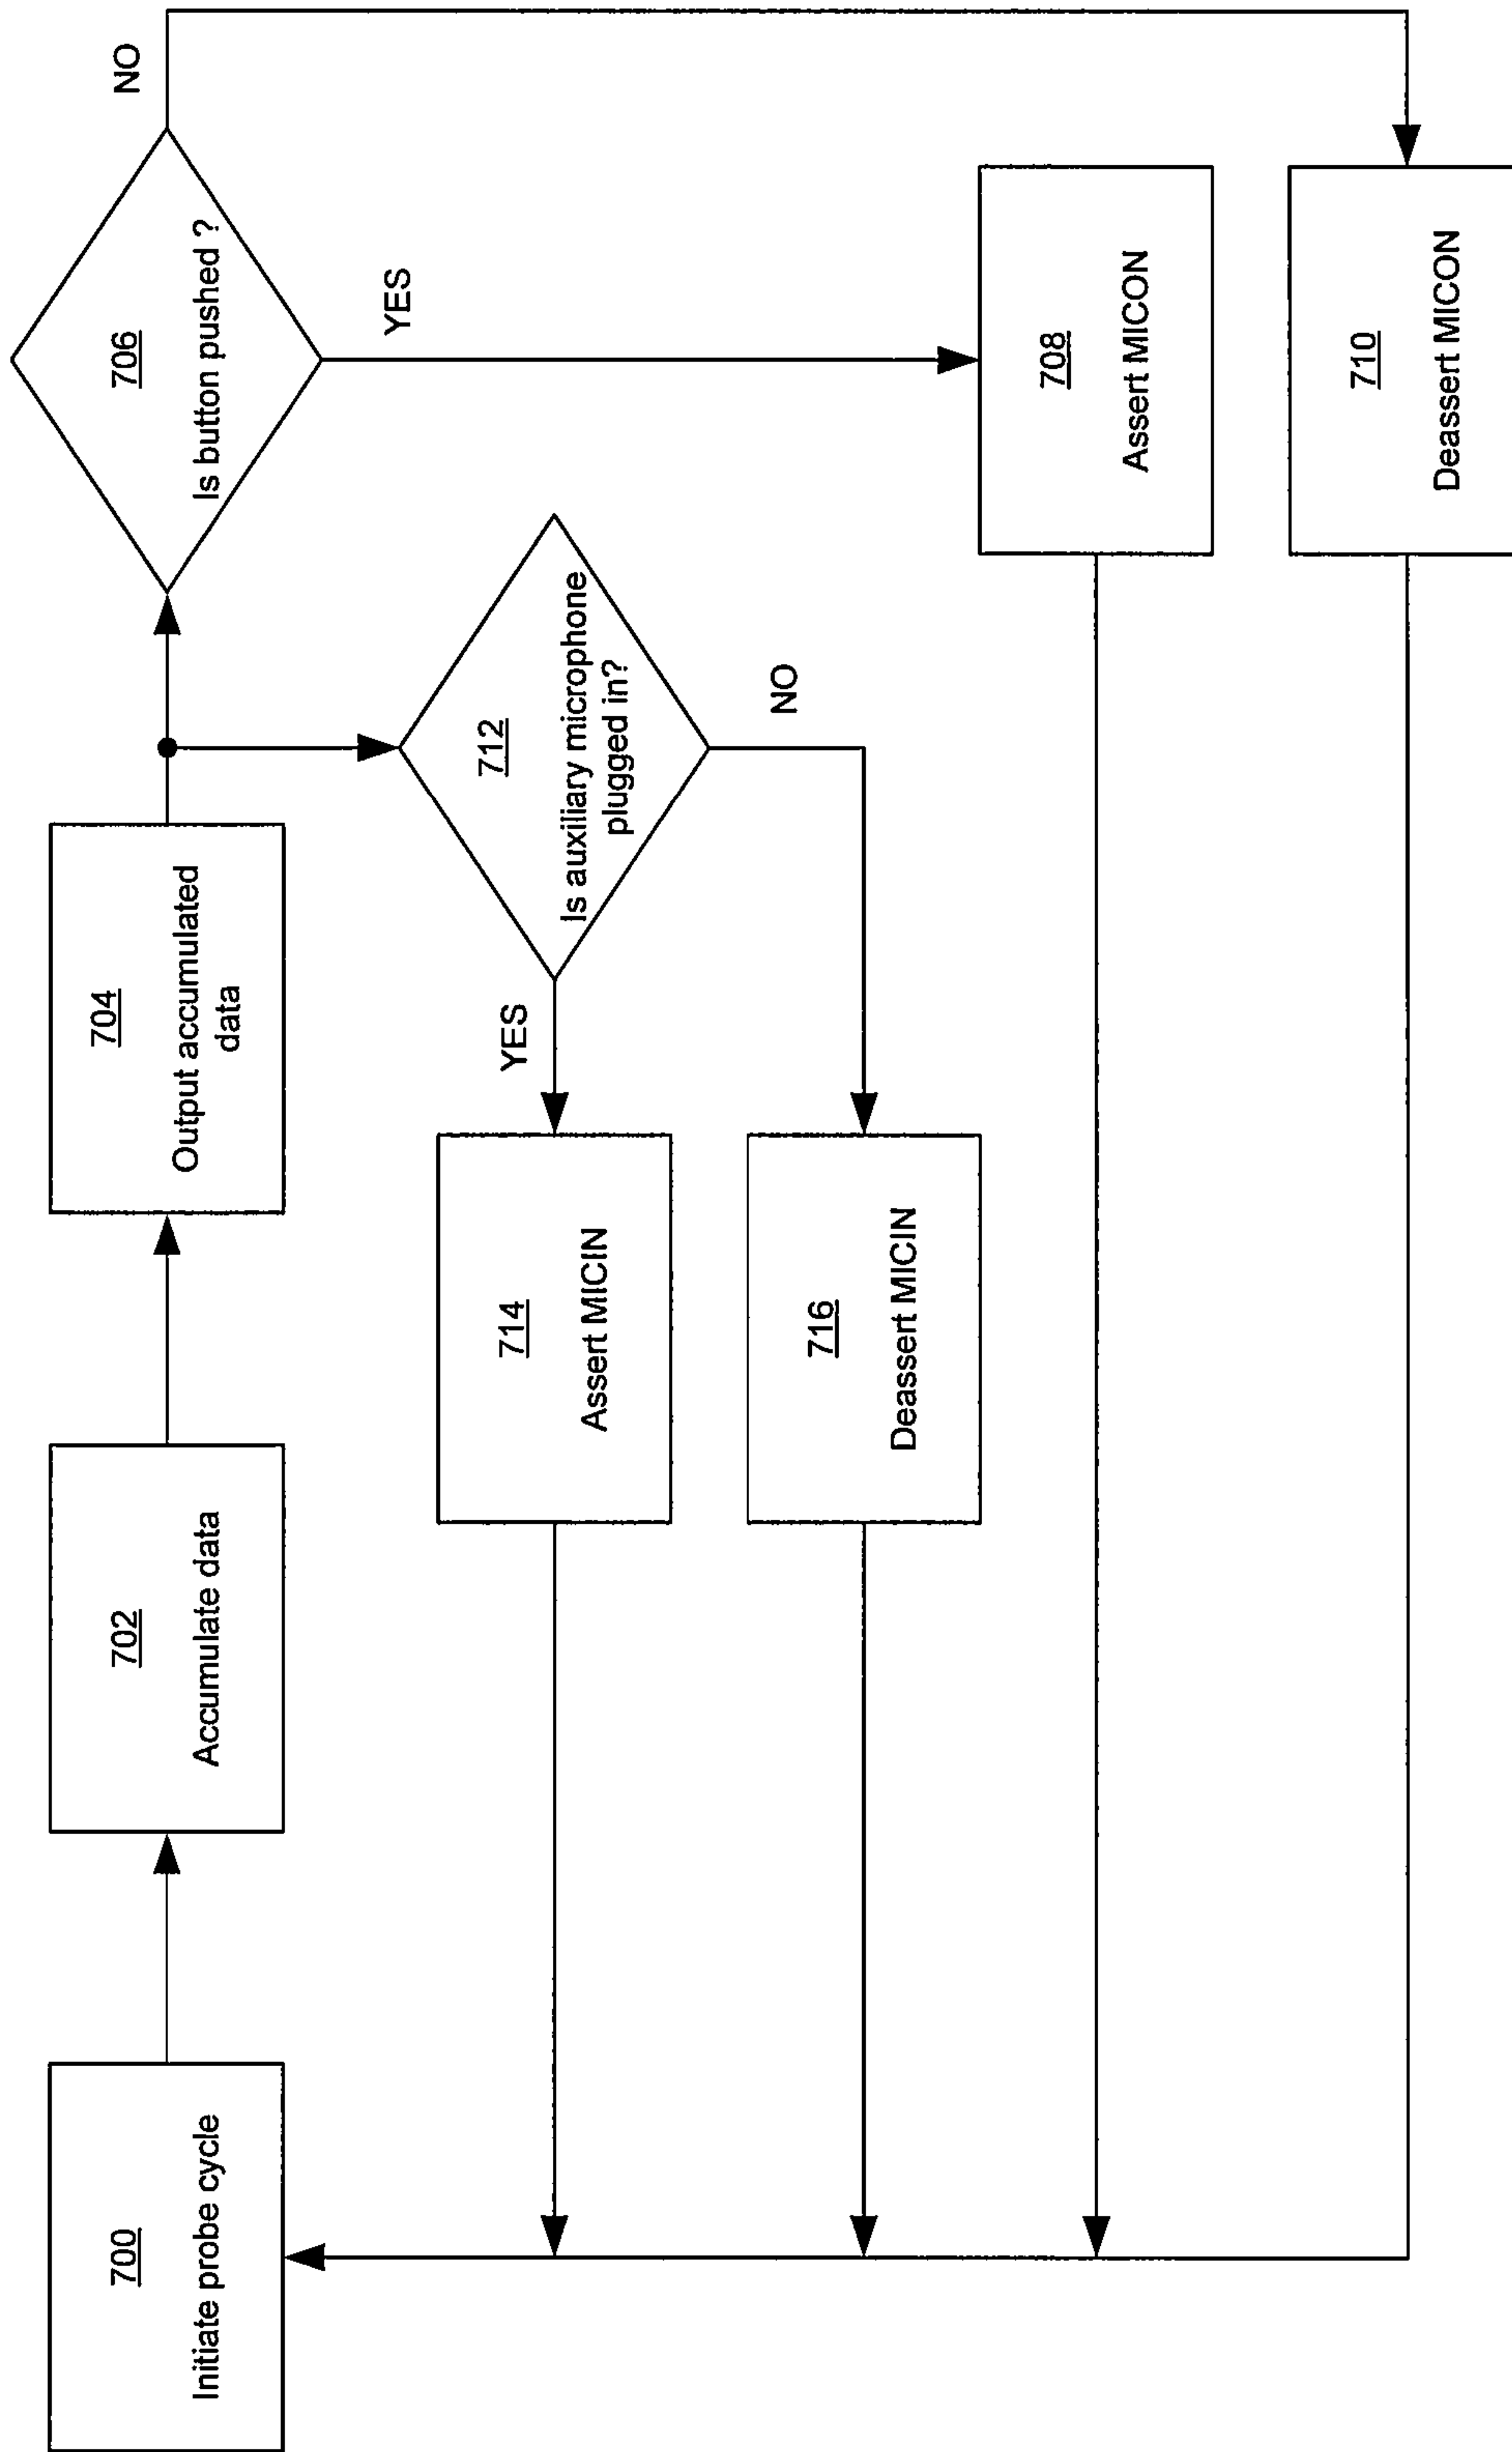 700
Initiate probe cycle
702
Accumulate data
704
Output accumulated
data
706
Is button pushed ?
NO
YES
712
Is auxiliary microphone
plugged in?
YES
NO
714
Assert MICIN
716
Deassert MICIN
708
Assert MICON
710
Deassert MICON